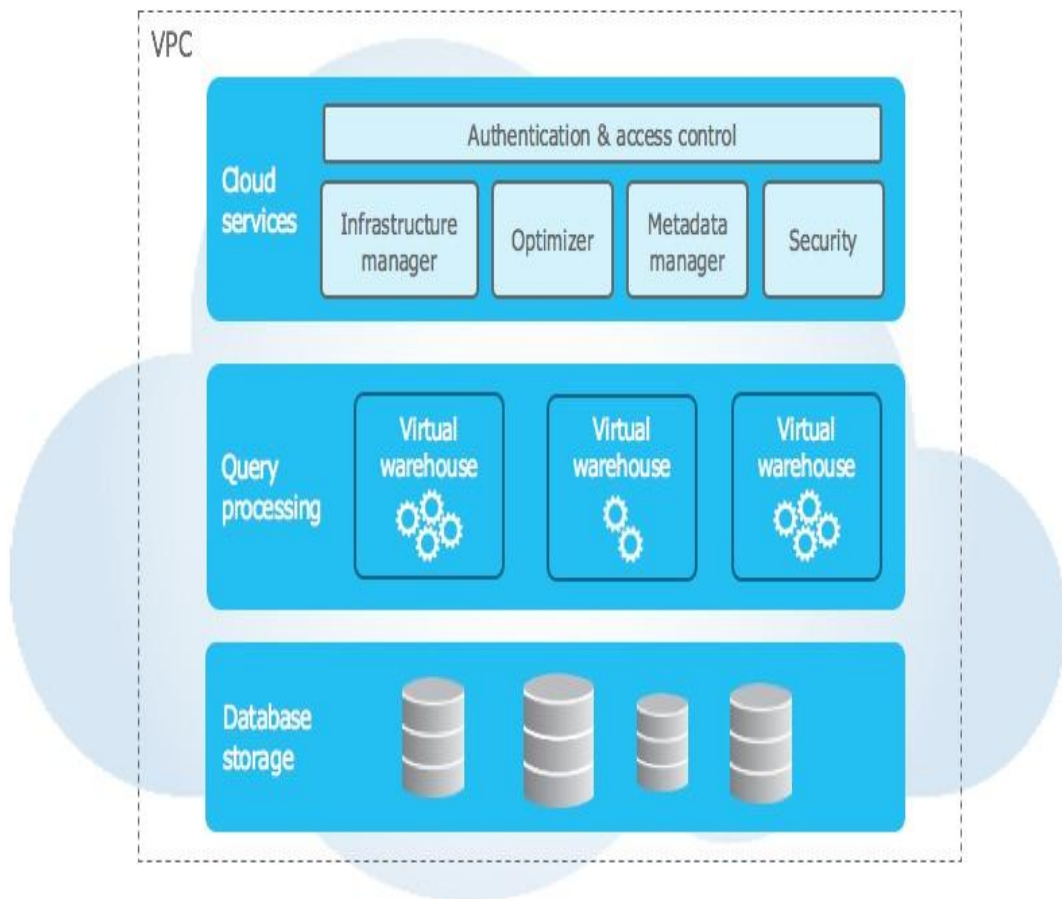 VPC
Authentication & access control
Cloud
services
Infrastructure
manager
Optimizer
Metadata
manager
Security
Query
processing
Virtual
warehouse
Virtual
warehouse
Virtual
warehouse
Database
storage